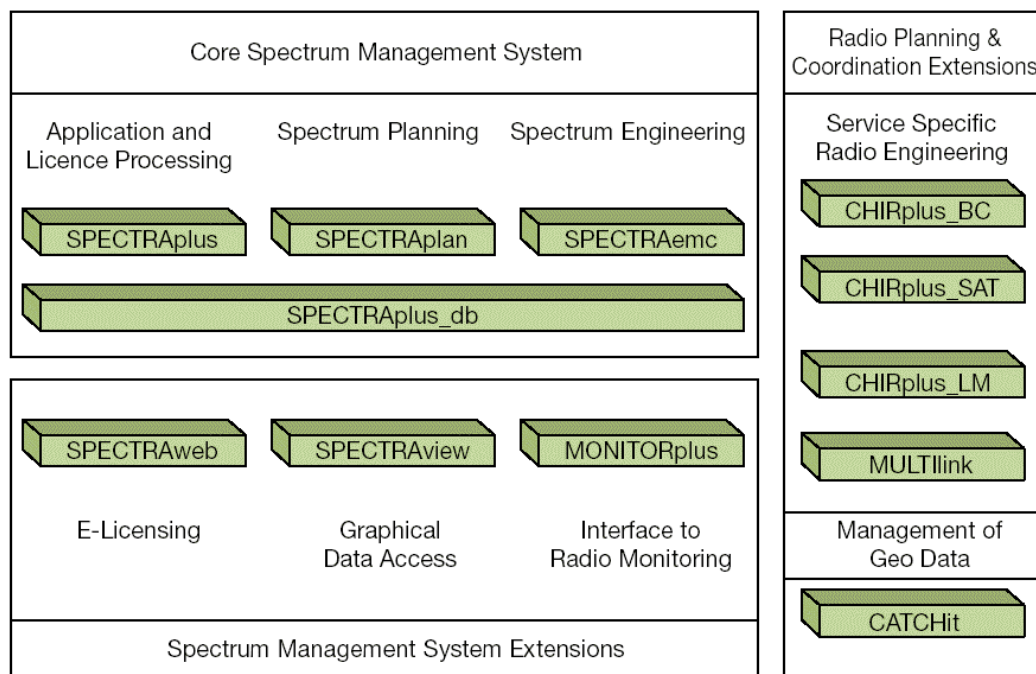 Core Spectrum Management System
Application and
Licence Processing
Spectrum Planning
Spectrum Engineering
SPECTRAplus
SPECTRAplan
SPECTRAemc
SPECTRAplus_db
SPECTRAweb
SPECTRAview
MONITORplus
E-Licensing
Graphical
Data Access
Interface to
Radio Monitoring
Spectrum Management System Extensions
Radio Planning &
Coordination Extensions
Service Specific
Radio Engineering
CHIRplus_BC
CHIRplus_SAT
CHIRplus_LM
MULTIlink
Management of
Geo Data
CATCHit